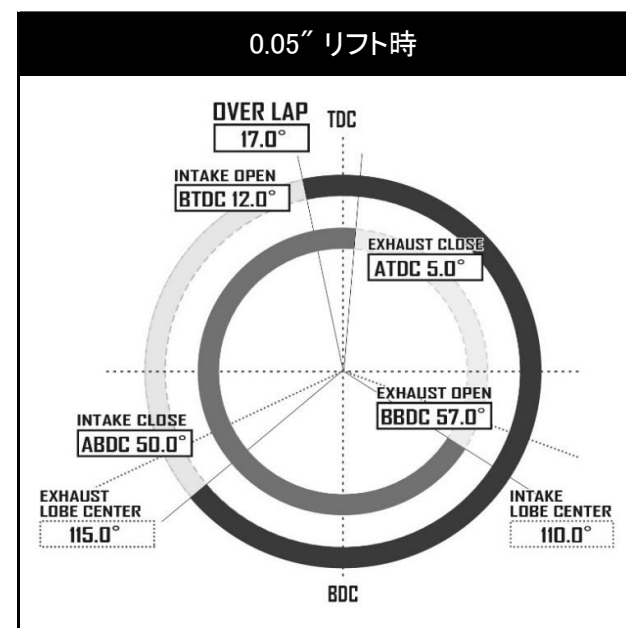 0.05″ リフト時
OVER LAP
17.0°
TDC
INTAKE OPEN
BTDC 12.0°
EXHAUST CLOSE
ATDC 5.0°
EXHAUST OPEN
BBDC 57.0°
INTAKE CLOSE
ABDC 50.0°
EXHAUST
LOBE CENTER
115.0°
INTAKE
LOBE CENTER
110.0°
BDC